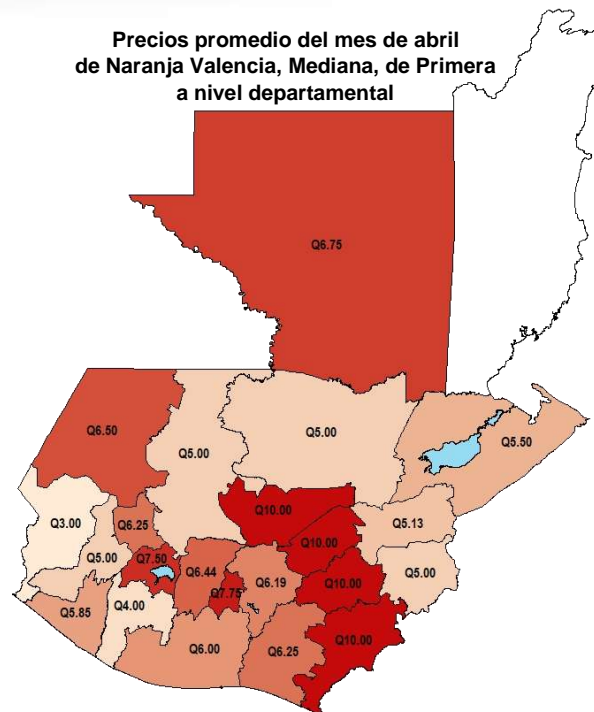 Precios promedio del mes de abril
de Naranja Valencia, Mediana, de Primera
a nivel departamental
Q6.75
Q6.50
Q5.00
Q5.00
Q5.50
Q10.00
Q3.00
Q6.25
Q5.13
Q10.00
Q5.00
Q7.50
Q6.44
Q6.19
Q10.00
Q5.00
Q7.75
Q5.85
Q4.00
Q6.00
Q6.25
Q10.00